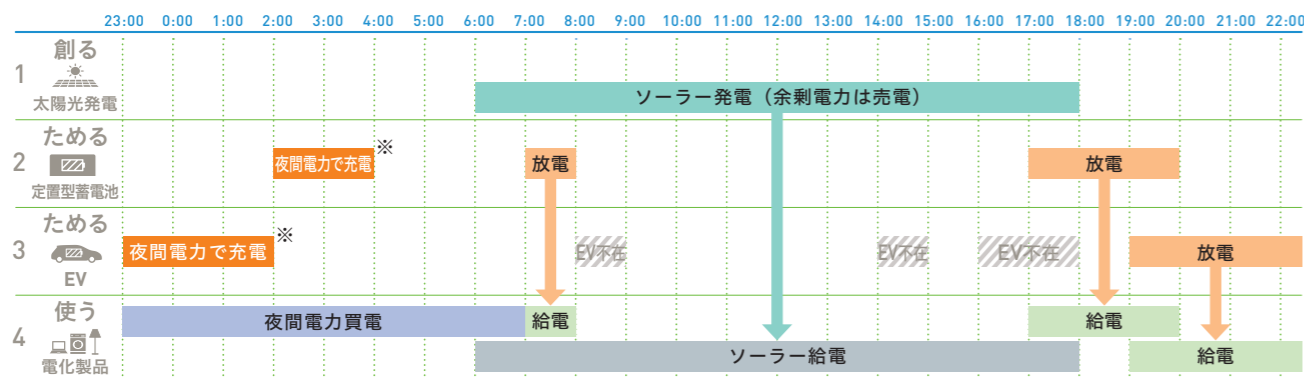 23:00 0:00 1:00 2:00 3:00 4:00 5:00 6:00 7:00 8:00 9:00 10:00 11:00 12:00 13:00 14:00 15:00 16:00 17:00 18:00 19:00 20:00 21:00 22:00
1
創る
太陽光発電
ソーラー発電（余剰電力は売電）
2
ためる
定置型蓄電池
夜間電力で充電
※
放電
放電
3
ためる
EV
夜間電力で充電
※
EV不在
EV不在
EV不在
放電
4
使う
電化製品
夜間電力買電
給電
給電
ソーラー給電
給電